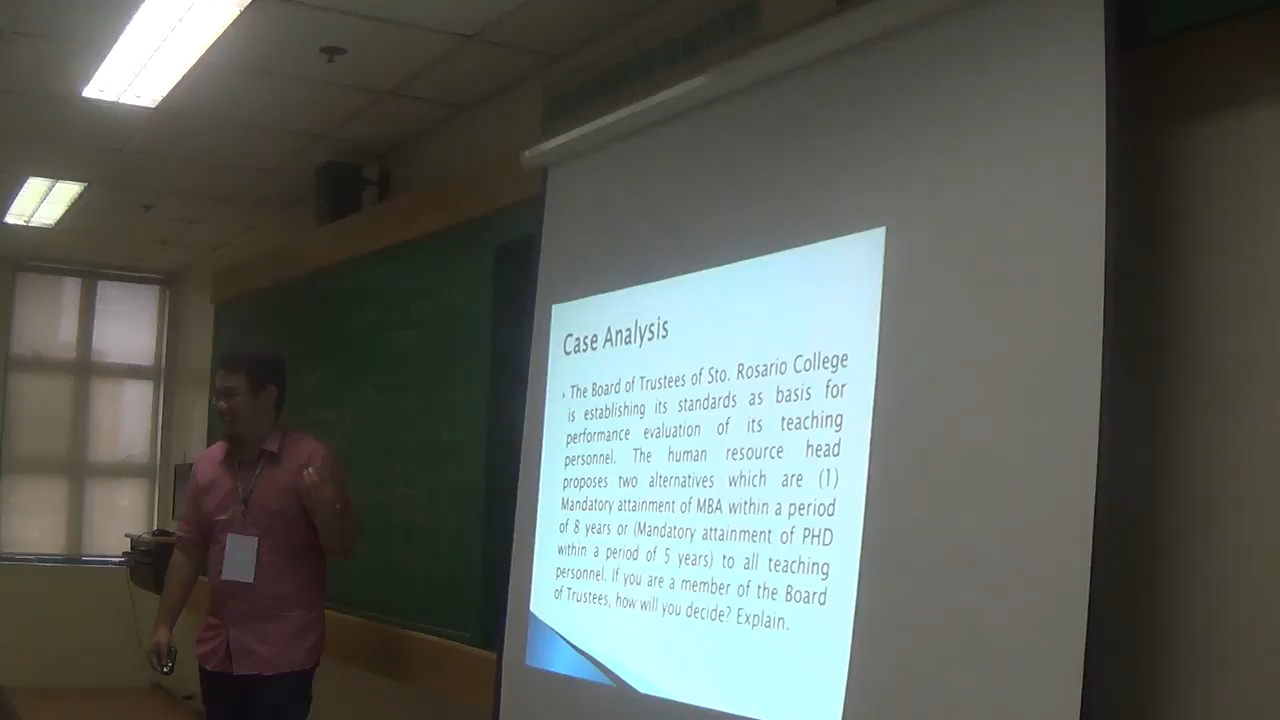 Case Analysis
The Board of Trustees of Sto. Rosario College
is establishing its standards as basis for
performance evaluation of its teaching
personnel. The human resource head
proposes two alternatives which are (1)
Mandatory attainment of MBA within a period
of 8 years or (Mandatory attainment of PHD
within a period of 5 years) to all teaching
personnel. If you are a member of the Board
of Trustees, how will you decide? Explain.